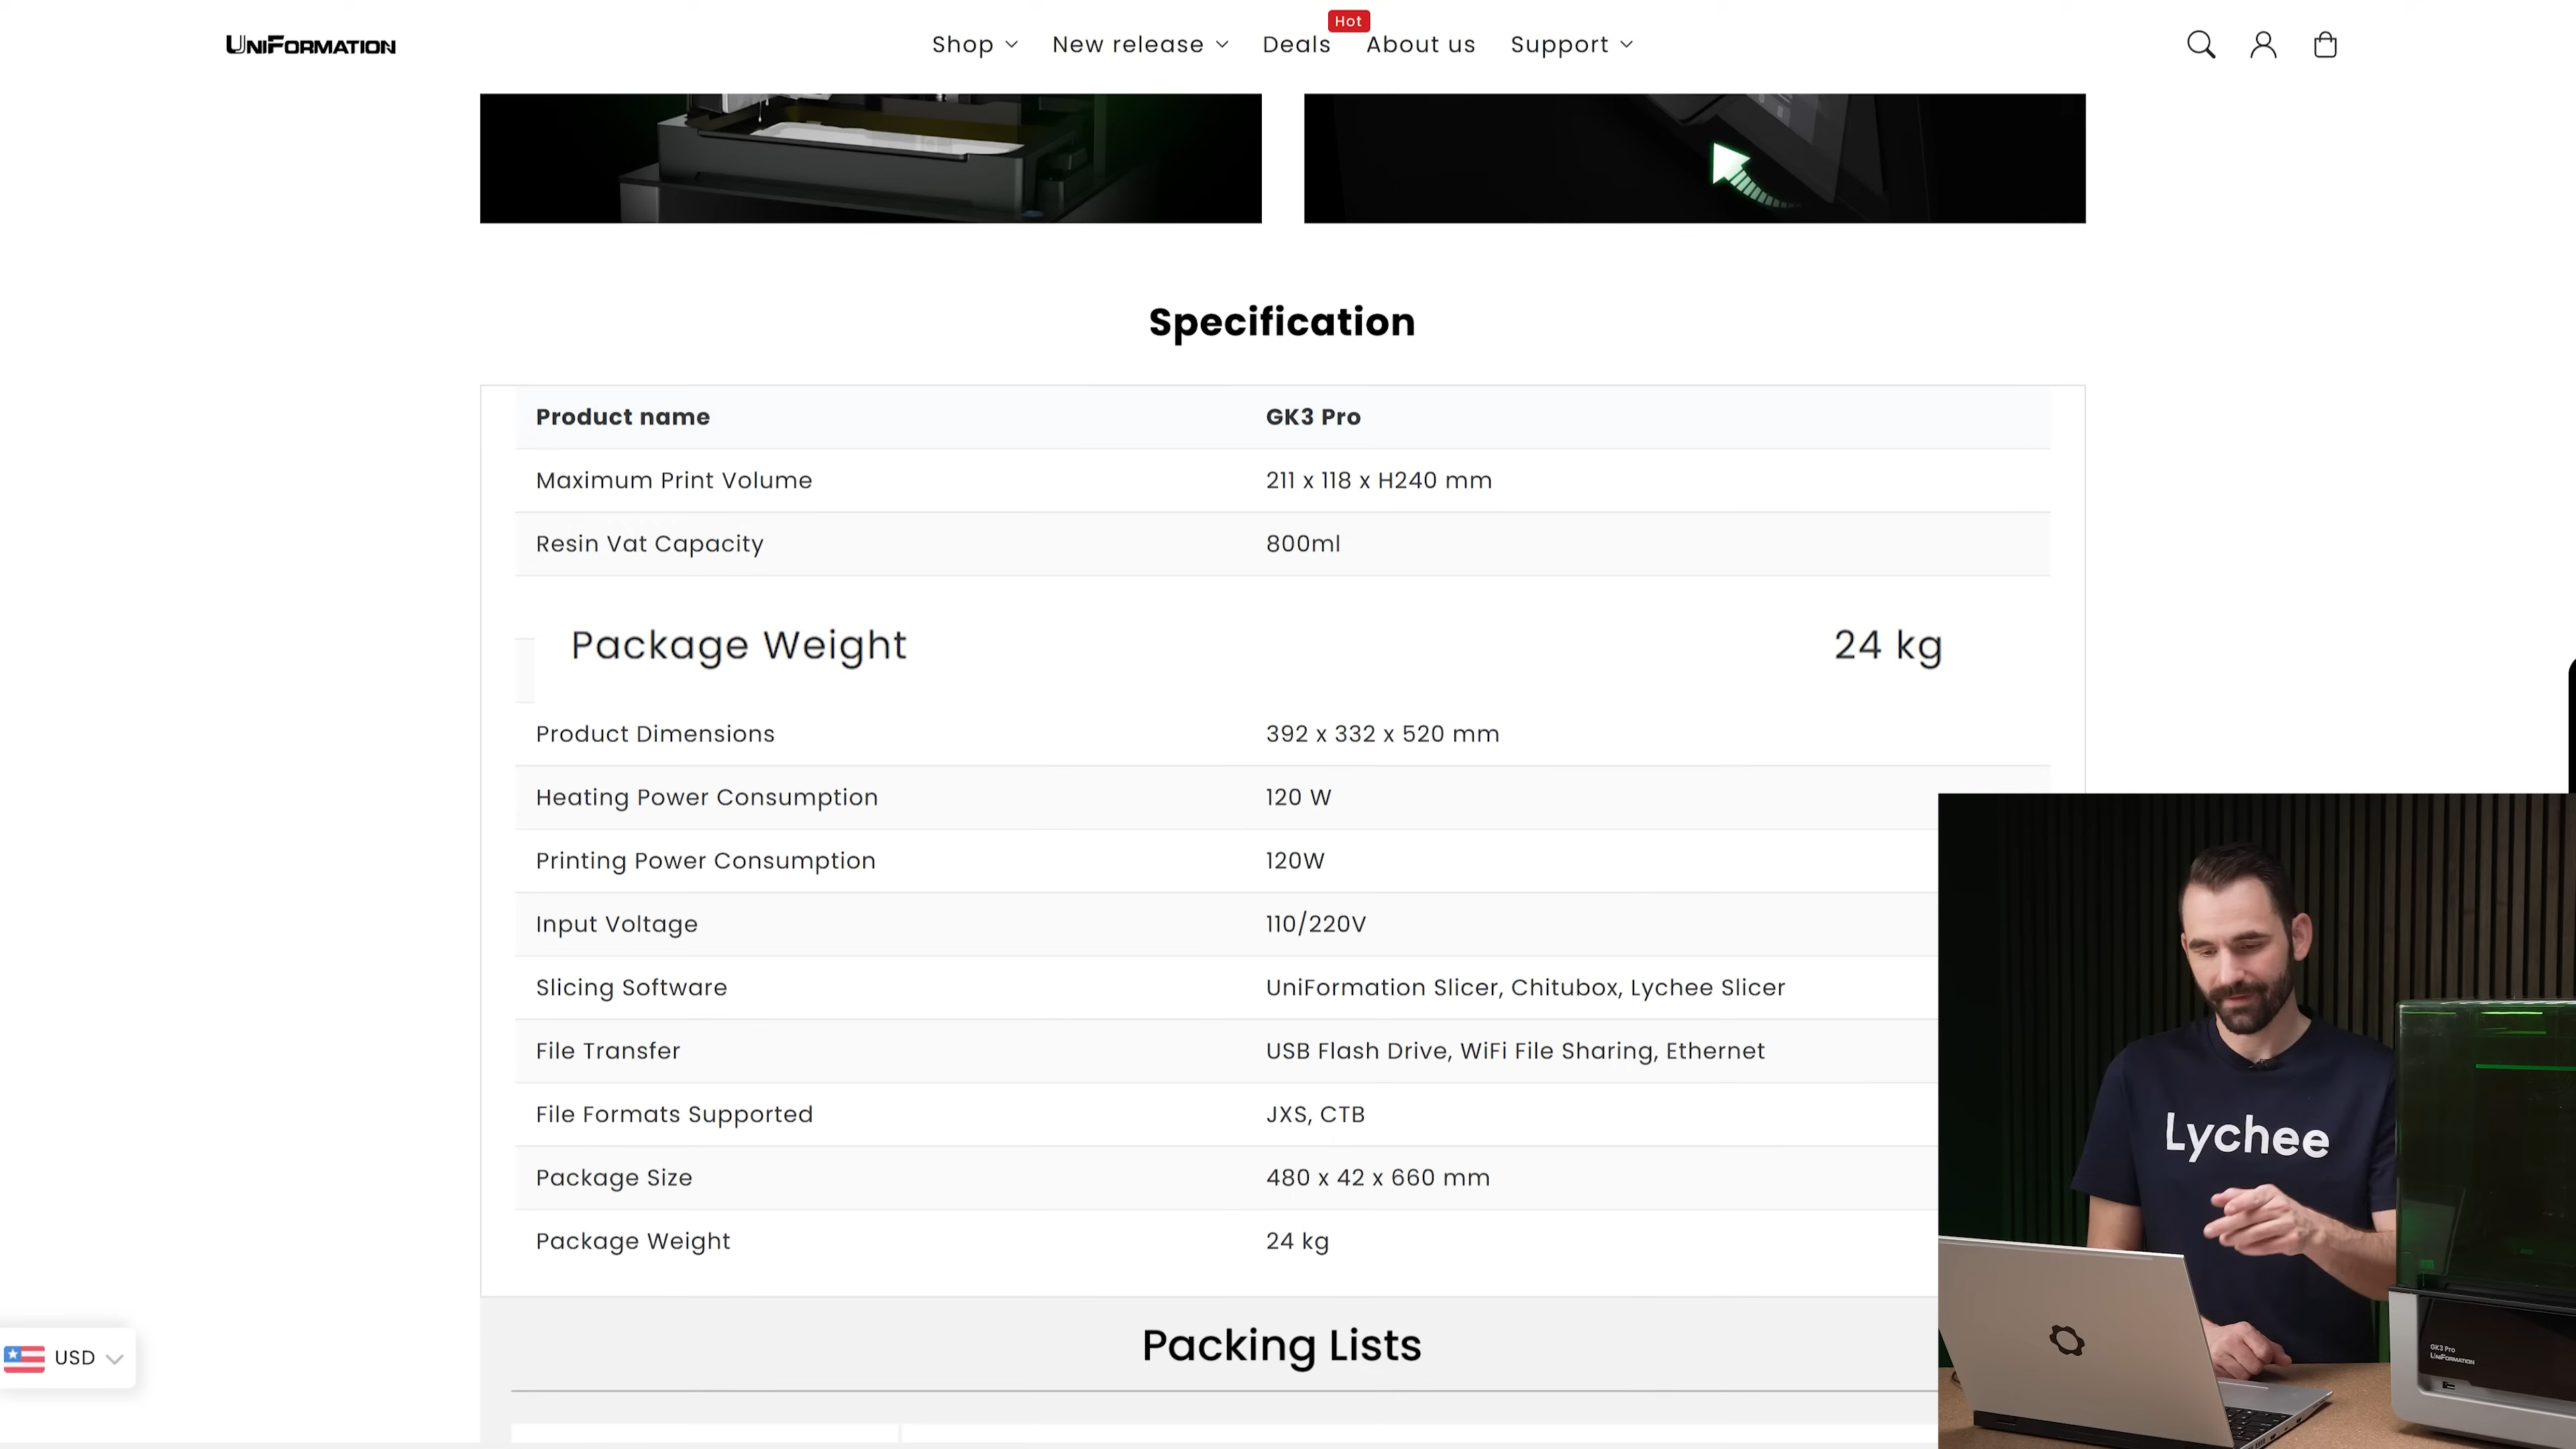 UNIFORMATION
Shop
New release
Deals
Hot
About us
Support
Specification
Product name GK3 Pro
Maximum Print Volume 211 x 118 x H240 mm
Resin Vat Capacity 800ml
Package Weight 24 kg
Product Dimensions 392 x 332 x 520 mm
Heating Power Consumption 120 W
Printing Power Consumption 120W
Input Voltage 110/220V
Slicing Software UniFormation Slicer, Chitubox, Lychee Slicer
File Transfer USB Flash Drive, WiFi File Sharing, Ethernet
File Formats Supported JXS, CTB
Package Size 480 x 42 x 660 mm
Package Weight 24 kg
Packing Lists
USD
Lychee
GK3 Pro
UNIFORMATION